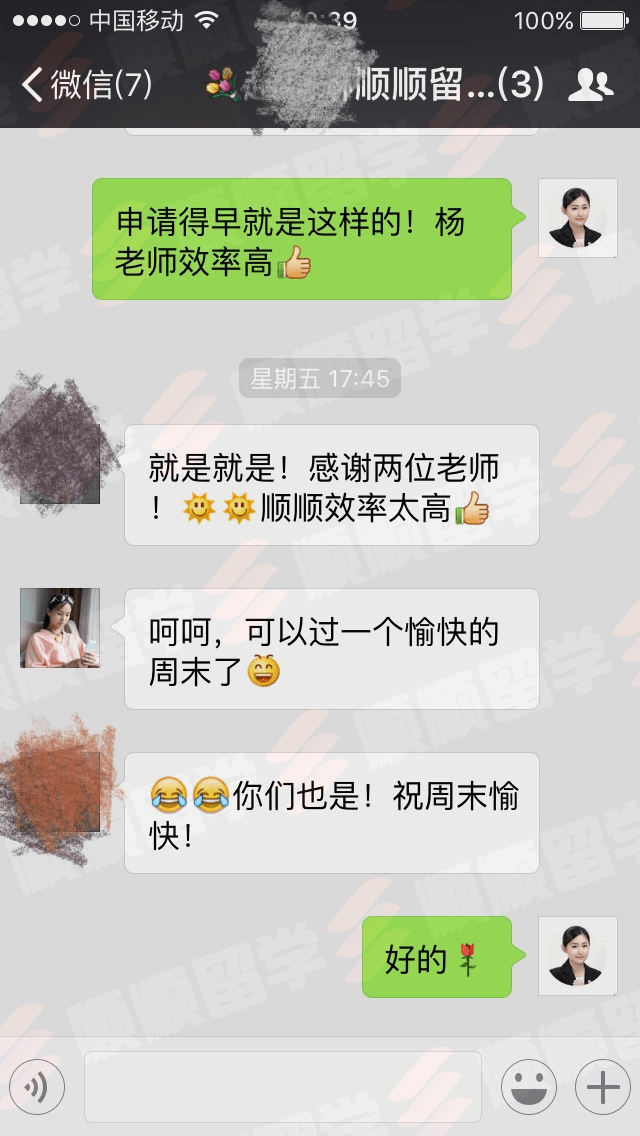 中国移动 :39 100%
微信(7) 顺顺留...(3)
申请得早就是这样的！杨
老师效率高
星期五 17:45
就是就是！感谢两位老师
！顺顺效率太高
呵呵，可以过一个愉快的
周末了
你们也是！祝周末愉
快！
好的
顺顺留学